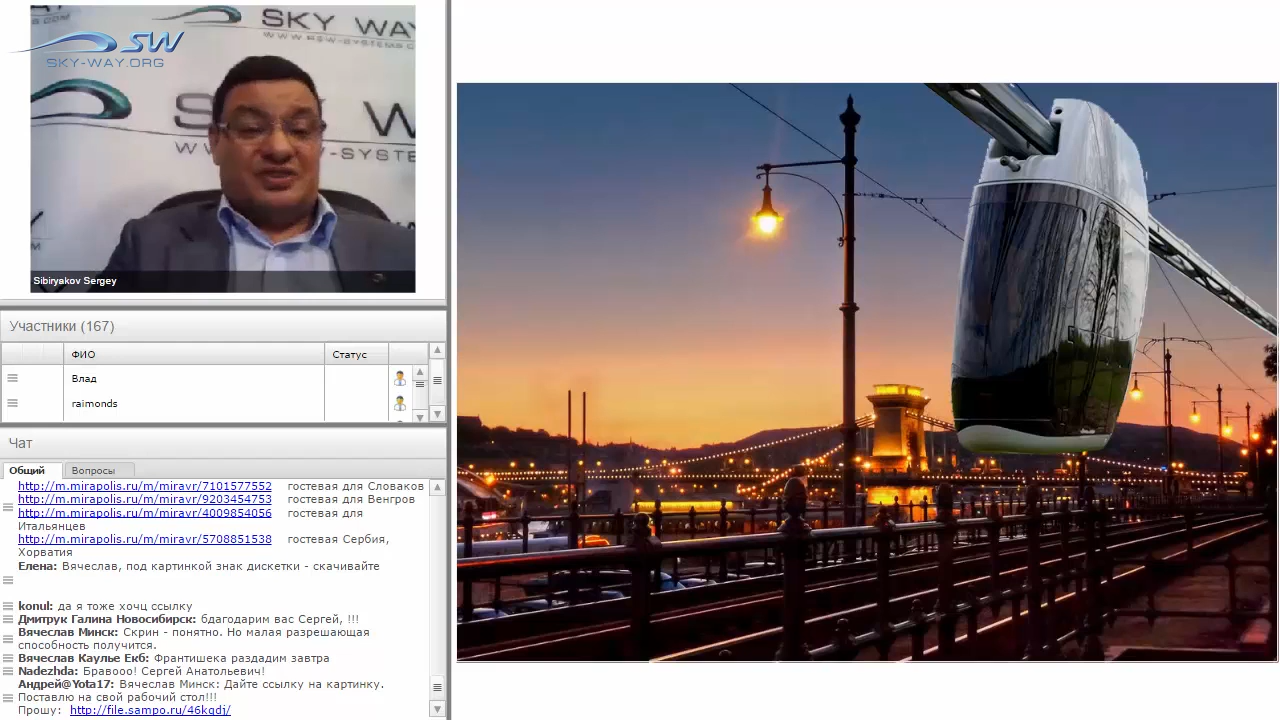 SKY WAY
WWW.RSW-SYSTEMS.C
SW
SKY-WAY.ORG
S W
WWW
W-SYSTE
Sibiryakov Sergey
Участники (167)
ФИО Статус
Влад
raimonds
Чат
Общий Вопросы
http://m.mirapolis.ru/m/miravr/7101577552 гостевая для Словаков
http://m.mirapolis.ru/m/miravr/9203454753 гостевая для Венгров
http://m.mirapolis.ru/m/miravr/4009854056 гостевая для
Итальянцев
http://m.mirapolis.ru/m/miravr/5708851538 гостевая Сербия,
Хорватия
Елена: Вячеслав, под картинкой знак дискетки - скачивайте
konul: да я тоже хочц ссылку
Дмитрук Галина Новосибирск: бдагодарим вас Сергей, !!!
Вячеслав Минск: Скрин - понятно. Но малая разрешающая
способность получится.
Вячеслав Каулье Екб: Франтишека раздадим завтра
Nadezhda: Бравооо! Сергей Анатольевич!
Андрей@Yota17: Вячеслав Минск: Дайте ссылку на картинку.
Поставлю на свой рабочий стол!!!
Прошу: http://file.sampo.ru/46kqdj/